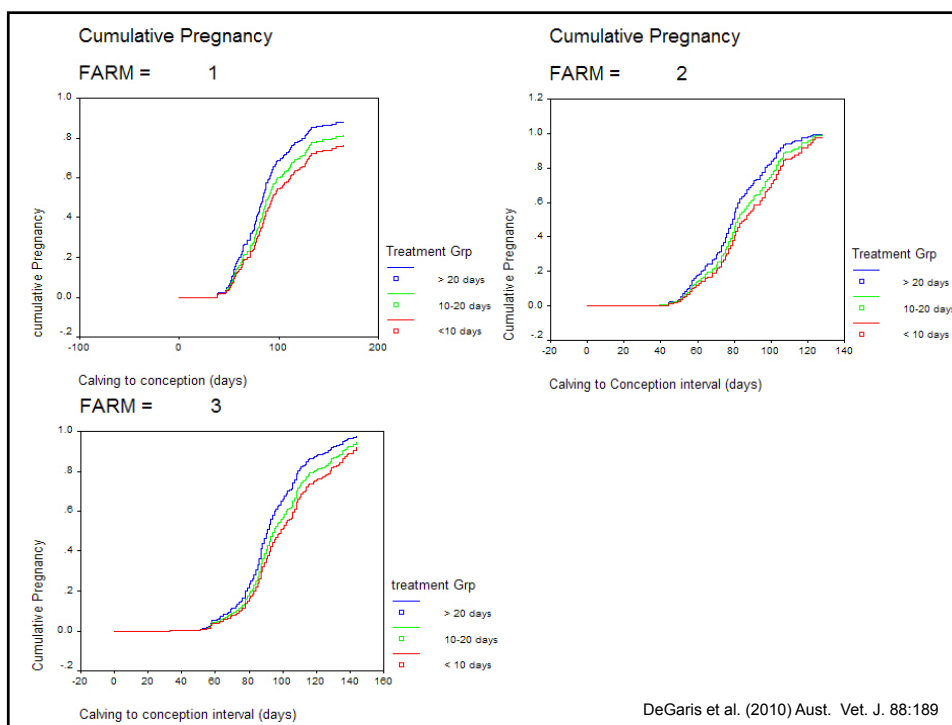 Cumulative Pregnancy
FARM = 1
1.0
.8
.6
.4
.2
0.0
-.2
cumulative Pregnancy
-100 0 100 200
Calving to conception (days)
Treatment Grp
> 20 days
10-20 days
<10 days
Cumulative Pregnancy
FARM = 2
1.2
1.0
.8
.6
.4
.2
0.0
-.2
Cumulative Pregnancy
-20 0 20 40 60 80 100 120 140
Calving to Conception interval (days)
Treatment Grp
> 20 days
10-20 days
< 10 days
FARM = 3
1.0
.8
.6
.4
.2
0.0
-.2
Cumulative Pregnancy
-20 0 20 40 60 80 100 120 140 160
Calving to conception interval (days)
treatment Grp
> 20 days
10-20 days
< 10 days
DeGaris et al. (2010) Aust. Vet. J. 88:189